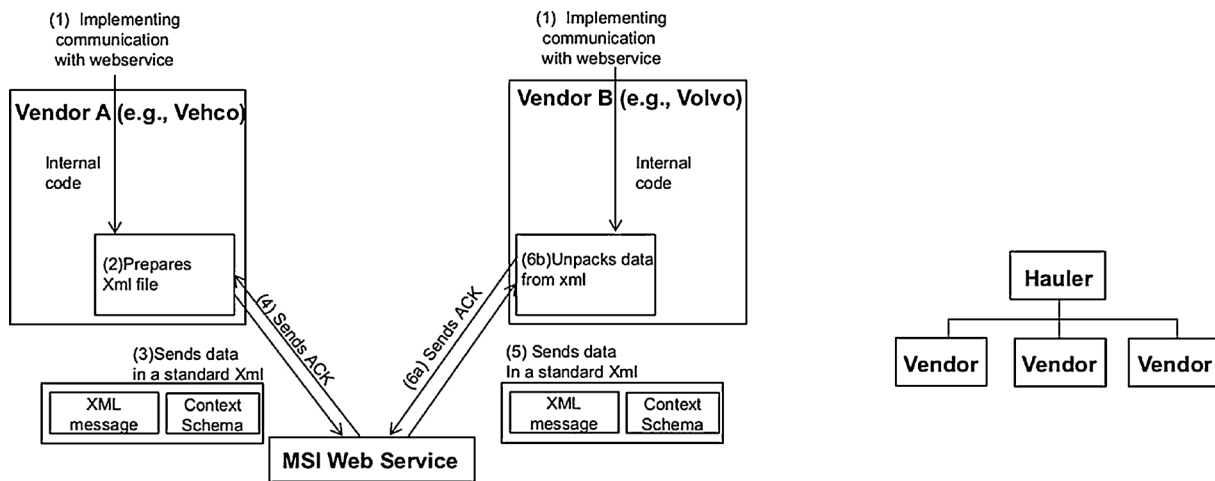 (1) Implementing
communication
with webservice
Vendor A (e.g., Vehco)
Internal
code
(2)Prepares
Xml file
(3)Sends data
in a standard Xml
XML
message
Context
Schema
(4) Sends ACK
MSI Web Service
(1) Implementing
communication
with webservice
Vendor B (e.g., Volvo)
Internal
code
(6b)Unpacks data
from xml
(6a) Sends ACK
(5) Sends data
In a standard Xml
XML
message
Context
Schema
Hauler
Vendor
Vendor
Vendor